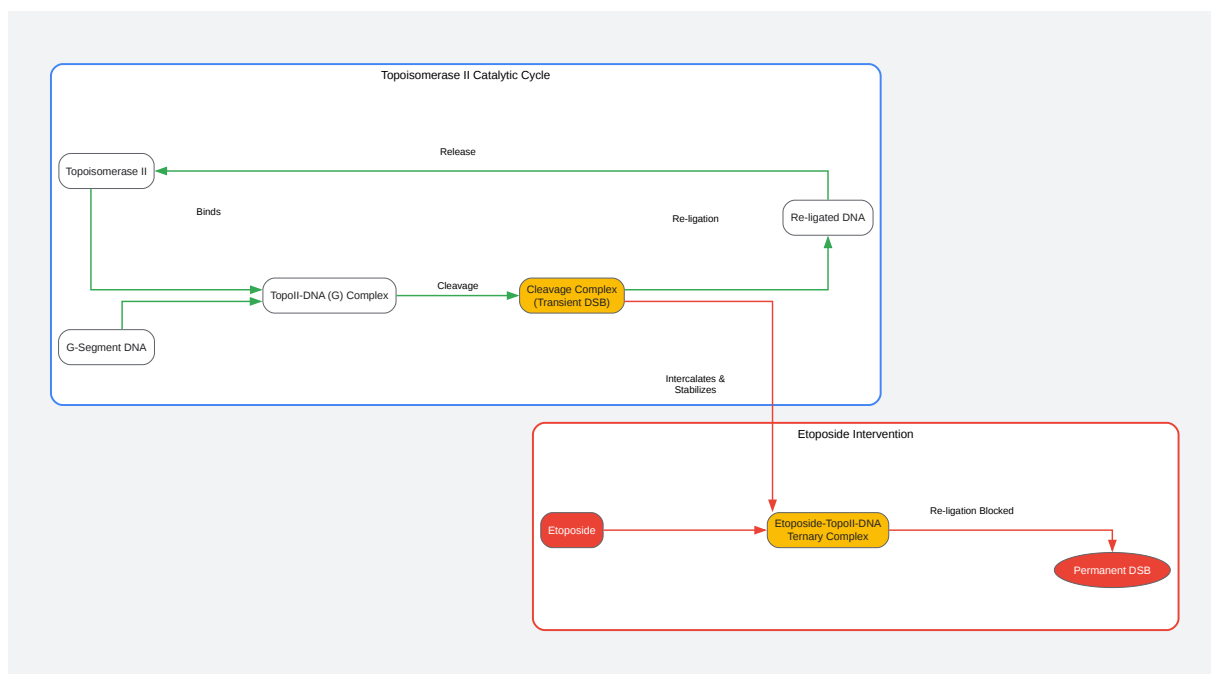 Topoisomerase II Catalytic Cycle
Release
Topoisomerase II
Binds
Re-ligation
Re-ligated DNA
Cleavage
TopoII-DNA (G) Complex
Cleavage Complex
(Transient DSB)
G-Segment DNA
Intercalates &
Stabilizes
Etoposide Intervention
Re-ligation Blocked
Etoposide
Etoposide-TopoII-DNA
Ternary Complex
Permanent DSB